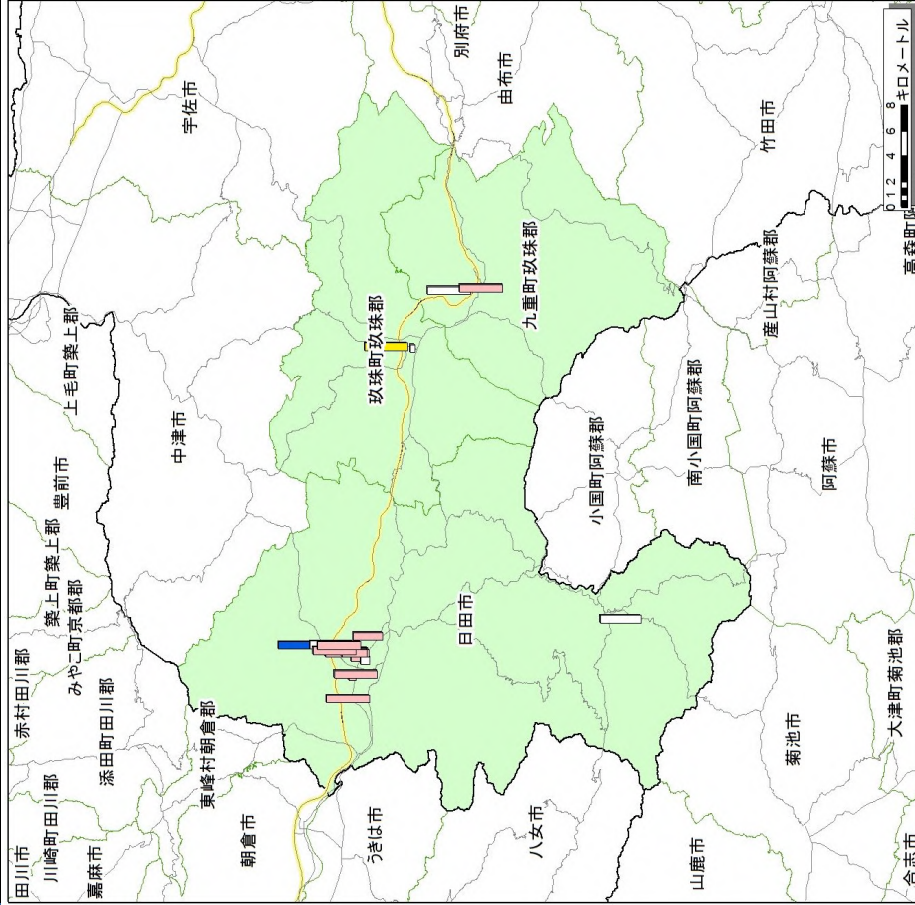 田川市
川崎町田川郡
嘉麻市
赤村田川郡
添田町田川郡
みやこ町京都郡
築上町築上郡
豊前市
上毛町築上郡
宇佐市
中津市
東峰村朝倉郡
朝倉市
うきは市
八女市
山鹿市
日田市
玖珠町玖珠郡
九重町玖珠郡
別府市
由布市
竹田市
小国町阿蘇郡
南小国町阿蘇郡
産山村阿蘇郡
阿蘇市
菊池市
大津町菊池郡
合志市
0 1 2 4 6 8
キロメートル